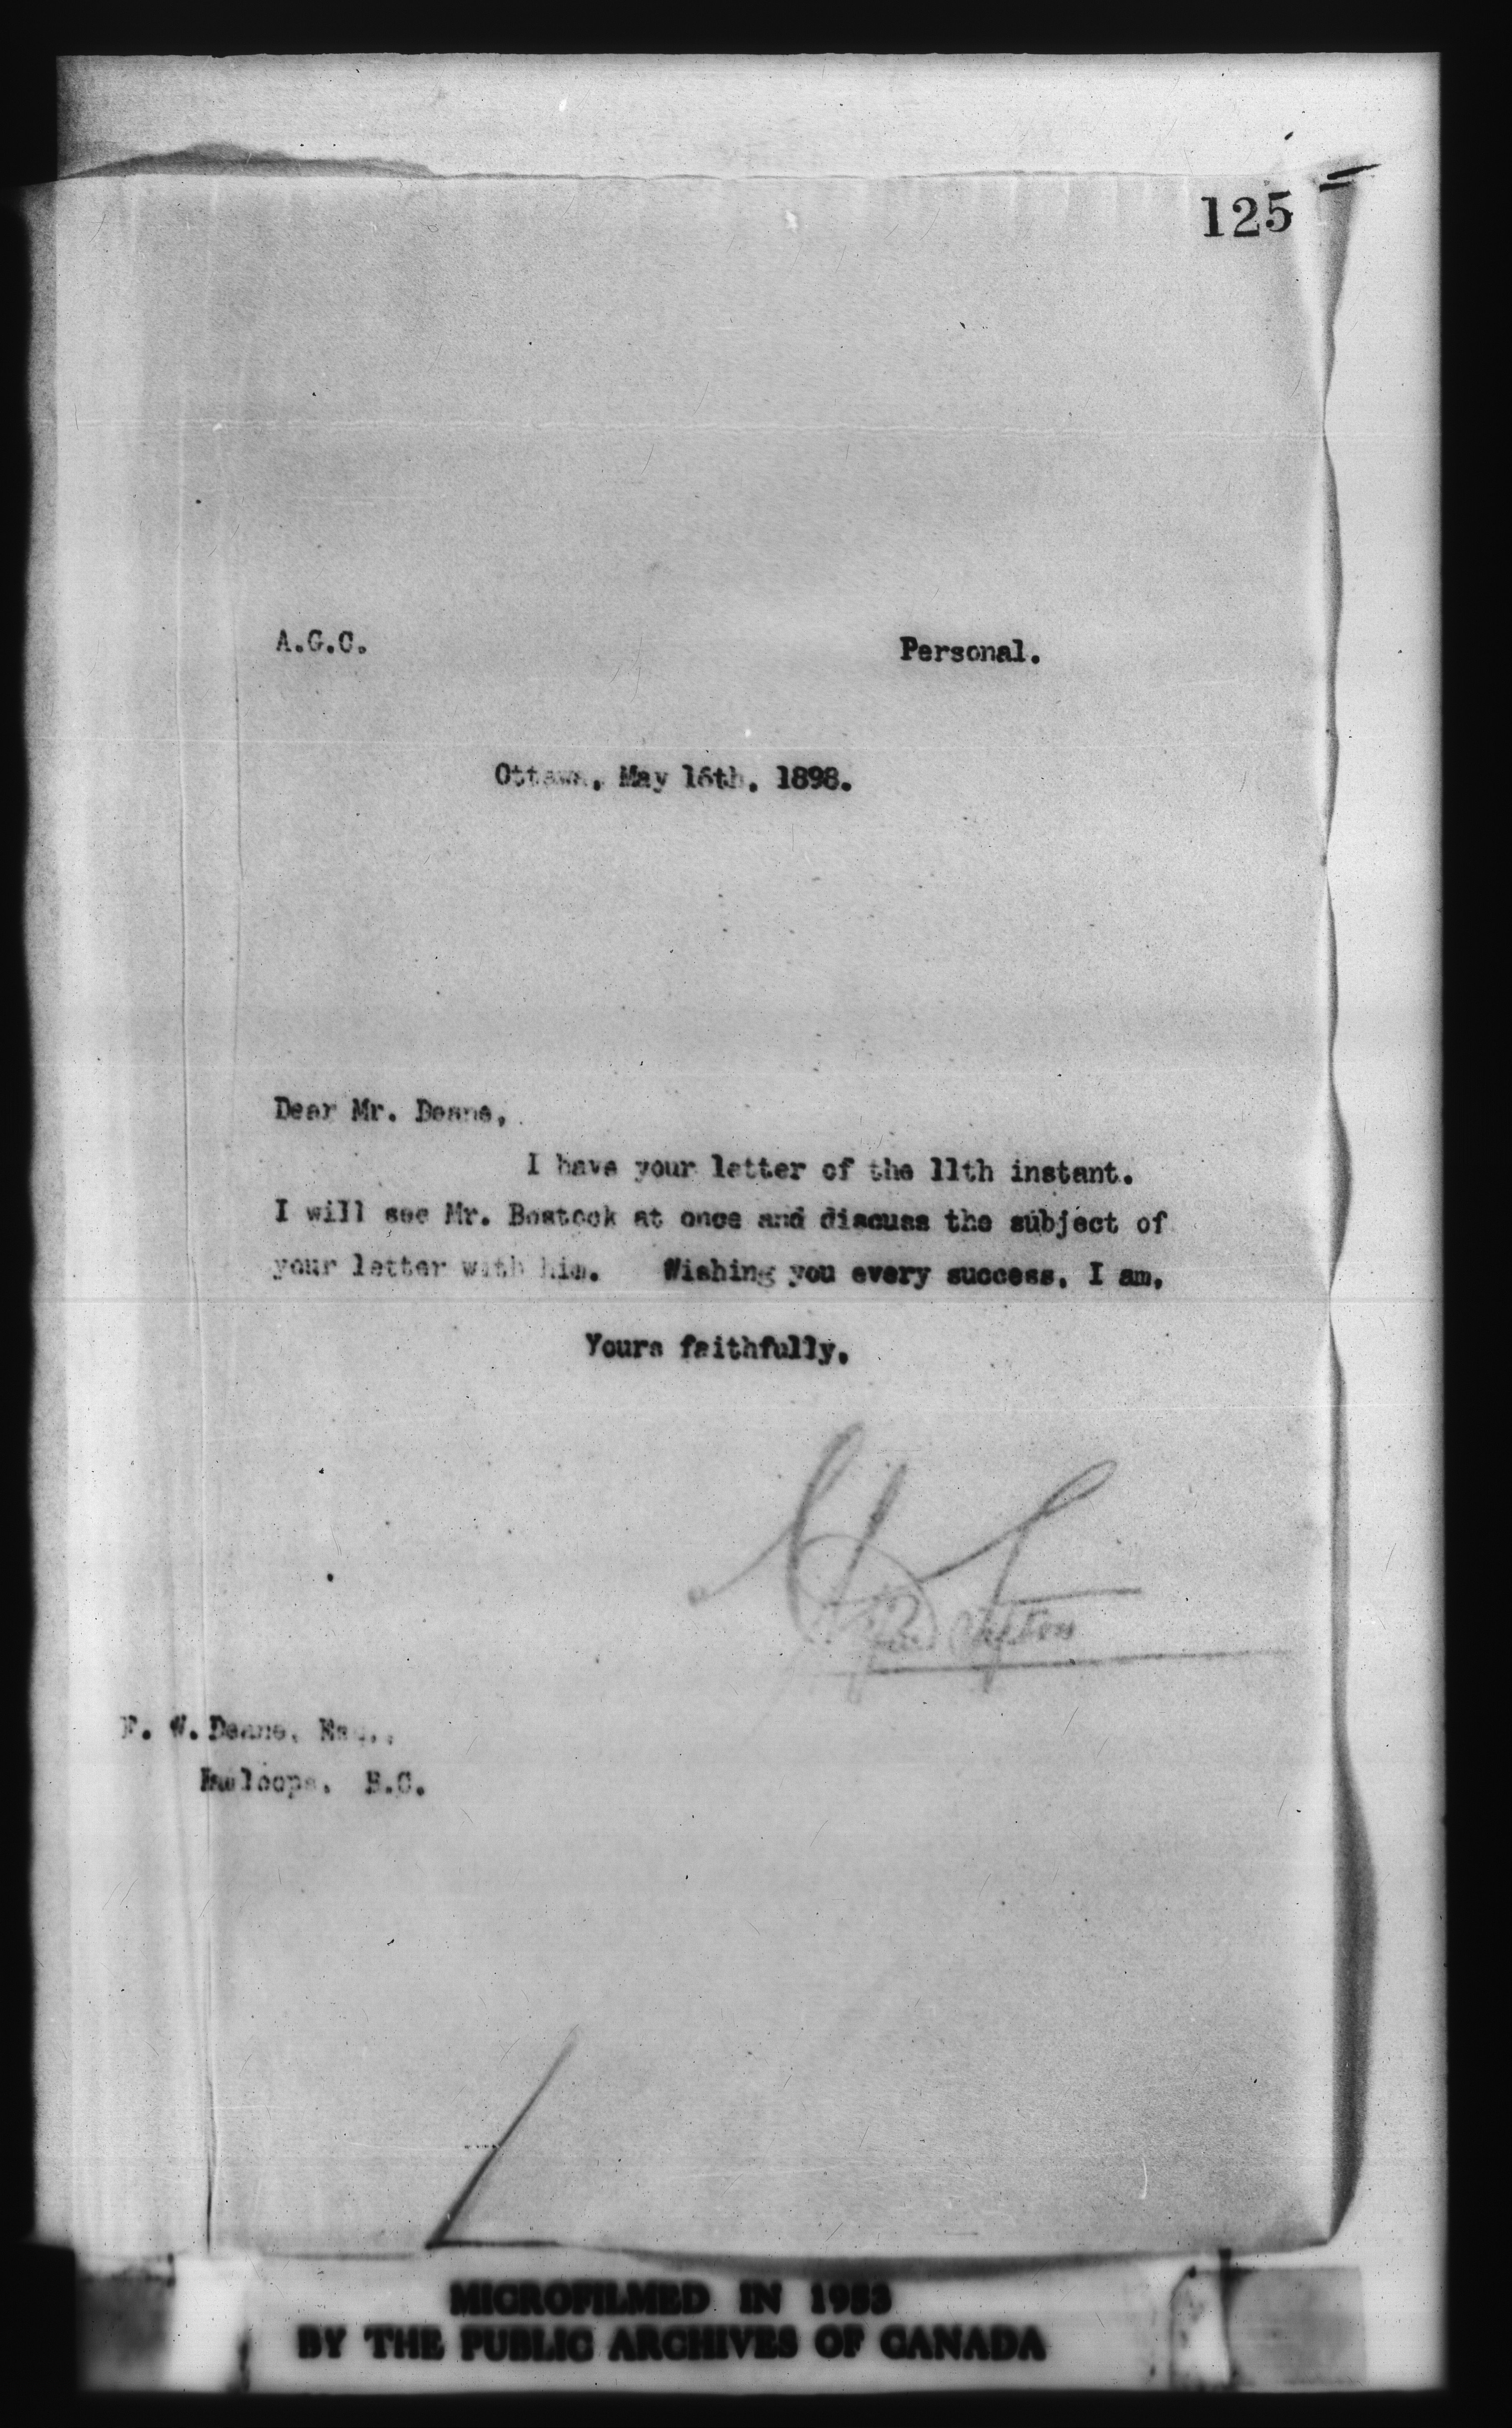 125
A.G.C. Personal.
Ottawa, May 16th, 1898.
Dear Mr. Deane,
I have your letter of the 11th instant.
I will see Mr. Bostock at once and discuss the subject of
your letter with him. Wishing you every success, I am,
Yours faithfully,
Clifford Sifton
F. W. Deane, Esq.,
Kamloops, B.C.
MICROFILMED IN 1953
BY THE PUBLIC ARCHIVES OF CANADA